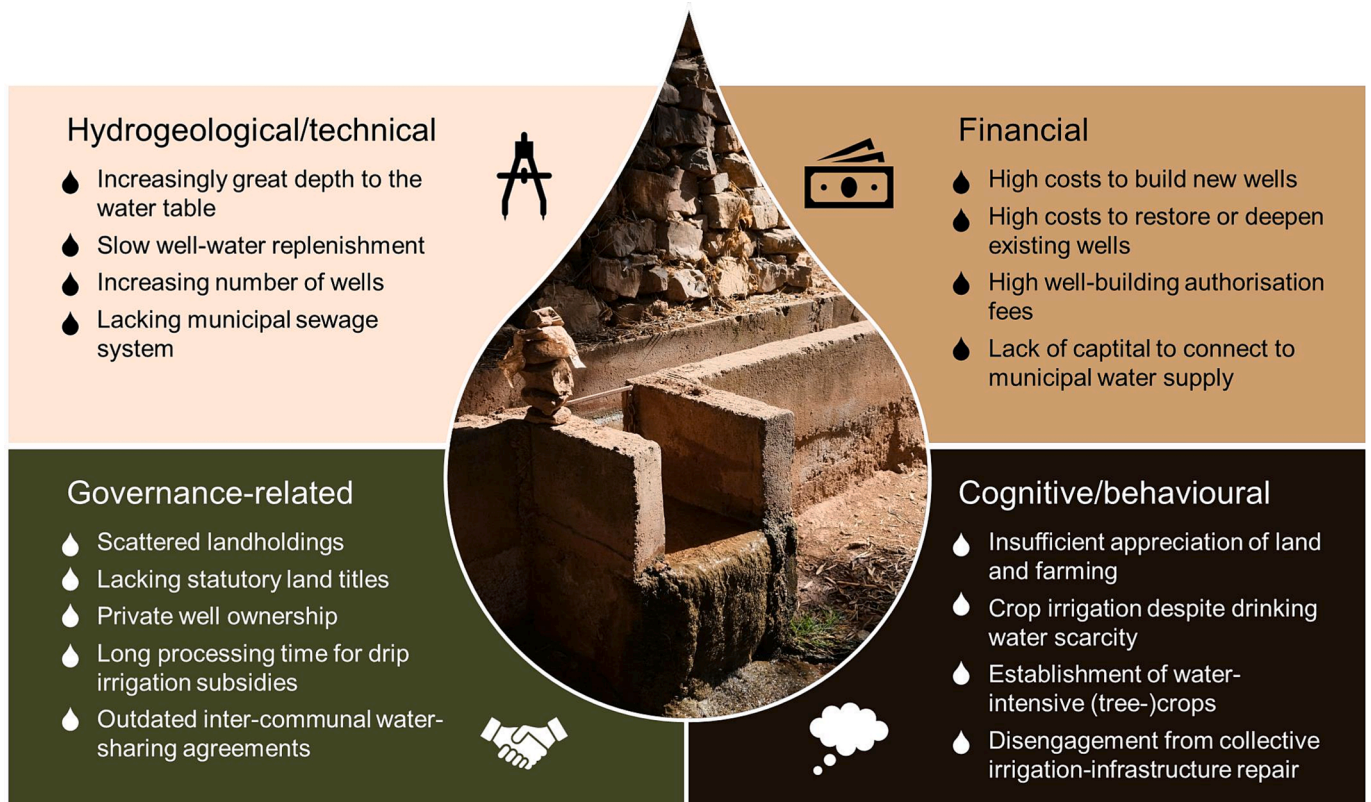 Hydrogeological/technical
Increasingly great depth to the
water table
Slow well-water replenishment
Increasing number of wells
Lacking municipal sewage
system
Financial
High costs to build new wells
High costs to restore or deepen
existing wells
High well-building authorisation
fees
Lack of captital to connect to
municipal water supply
Governance-related
Scattered landholdings
Lacking statutory land titles
Private well ownership
Long processing time for drip
irrigation subsidies
Outdated inter-communal water-
sharing agreements
Cognitive/behavioural
Insufficient appreciation of land
and farming
Crop irrigation despite drinking
water scarcity
Establishment of water-
intensive (tree-)crops
Disengagement from collective
irrigation-infrastructure repair